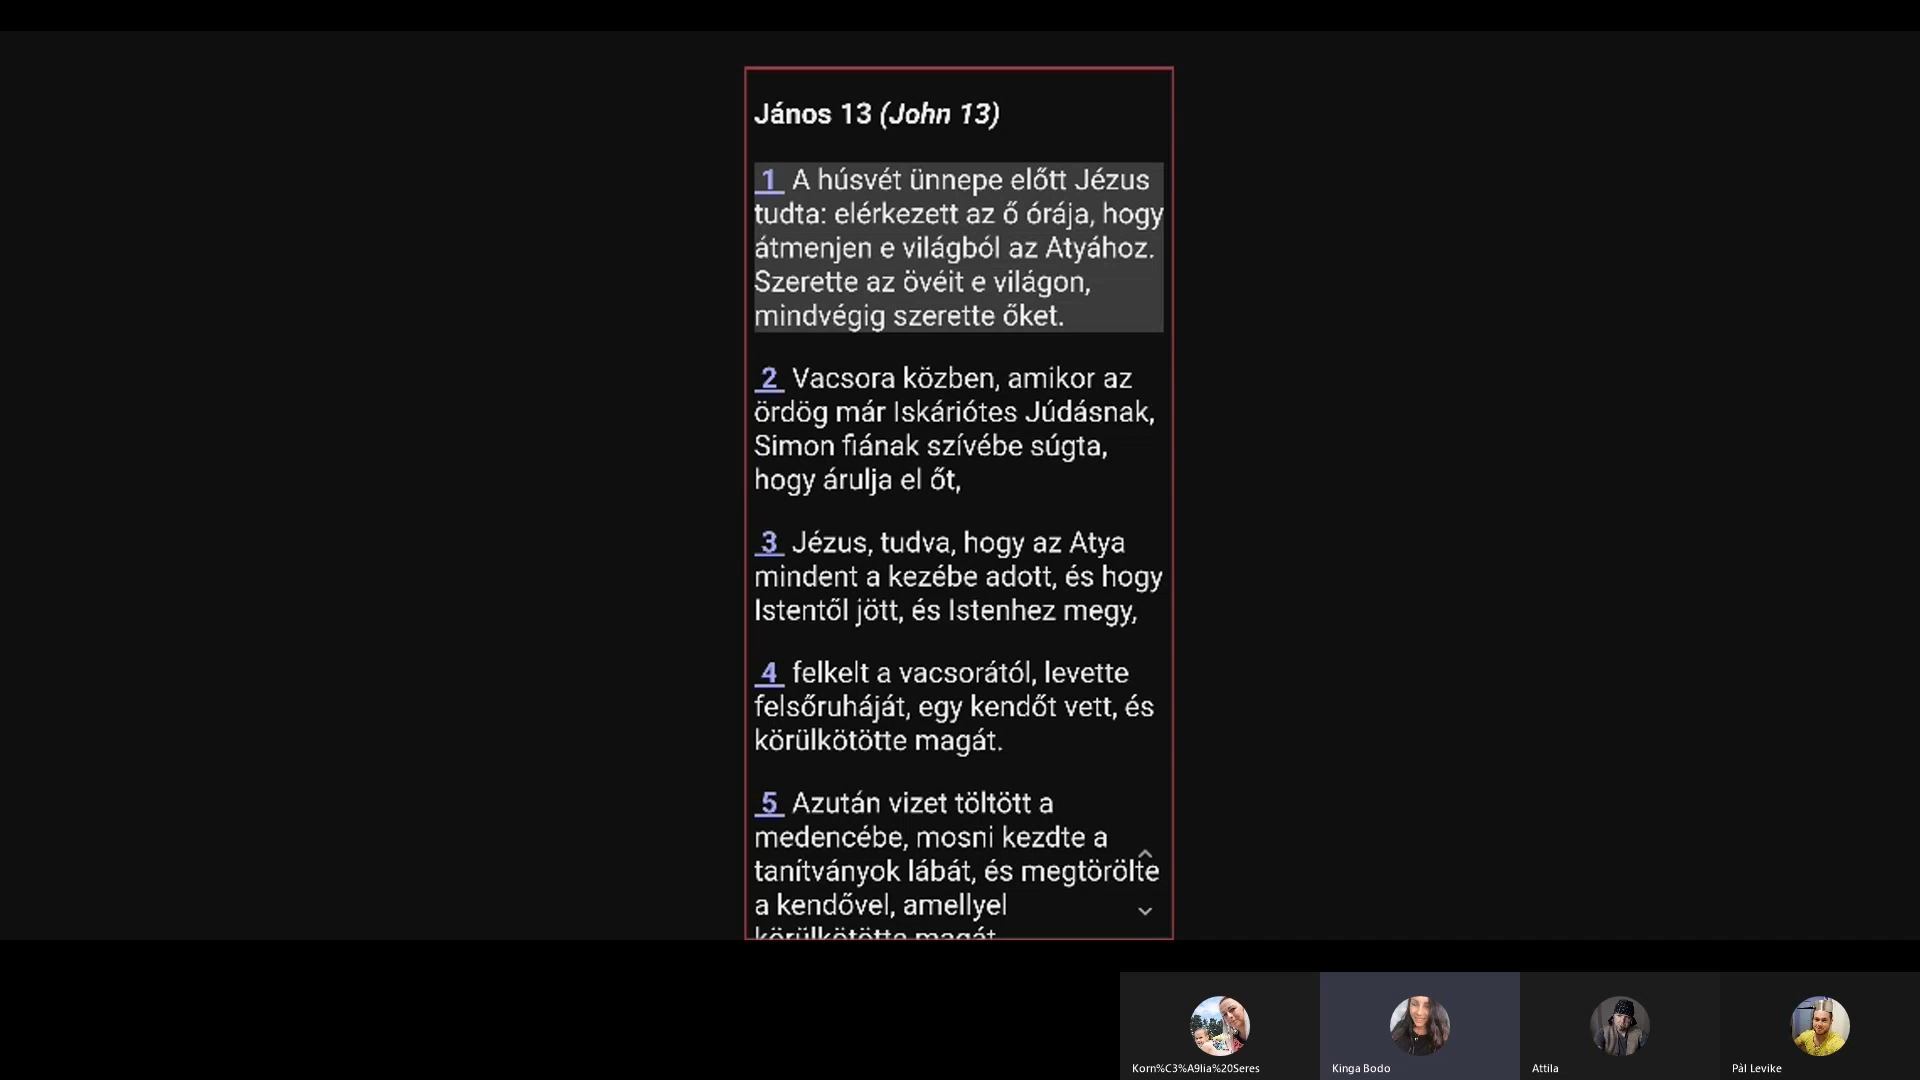 János 13 (John 13)
1 A húsvét ünnepe előtt Jézus
tudta: elérkezett az ő órája, hogy
átmenjen e világból az Atyához.
Szerette az övéit e világon,
mindvégig szerette őket.
2 Vacsora közben, amikor az
ördög már Iskáriótes Júdásnak,
Simon fiának szívébe súgta,
hogy árulja el őt,
3 Jézus, tudva, hogy az Atya
mindent a kezébe adott, és hogy
Istentől jött, és Istenhez megy,
4 felkelt a vacsorától, levette
felsőruháját, egy kendőt vett, és
körülkötötte magát.
5 Azután vizet töltött a
medencébe, mosni kezdte a
tanítványok lábát, és megtörölte
a kendővel, amellyel
körülkötötte magát
Korn%C3%A9lia%20Seres
Kinga Bodo
Attila
Pàl Levike